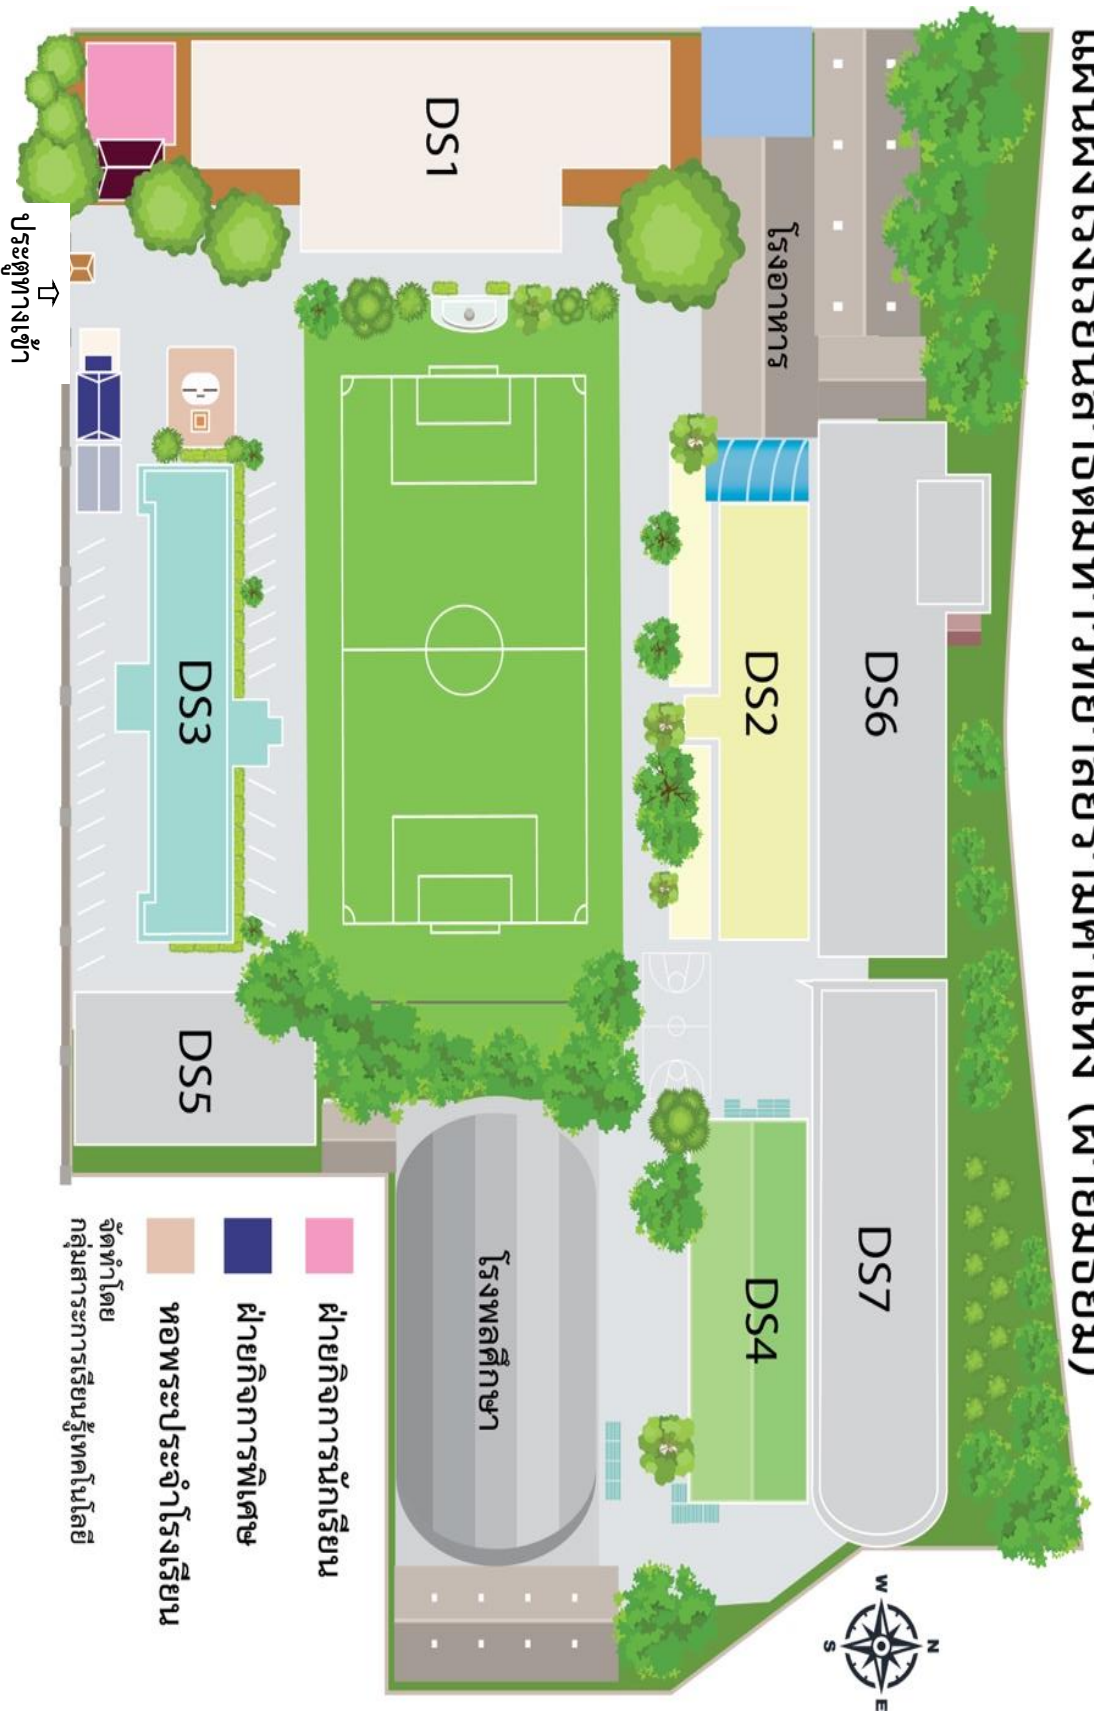 แผนผังโรงเรียนสาธิตมหาวิทยาลัยรามคำแหง (ฝ่ายมัธยม)
N
W
E
S
DS6
DS7
โรงอาหาร
DS2
DS4
DS1
โรงพลศึกษา
DS3
DS5
ฝ่ายกิจการนักเรียน
ฝ่ายกิจการพิเศษ
หอพระประจำโรงเรียน
จัดทำโดย
กลุ่มสาระการเรียนรู้เทคโนโลยี
ประตูทางเข้า